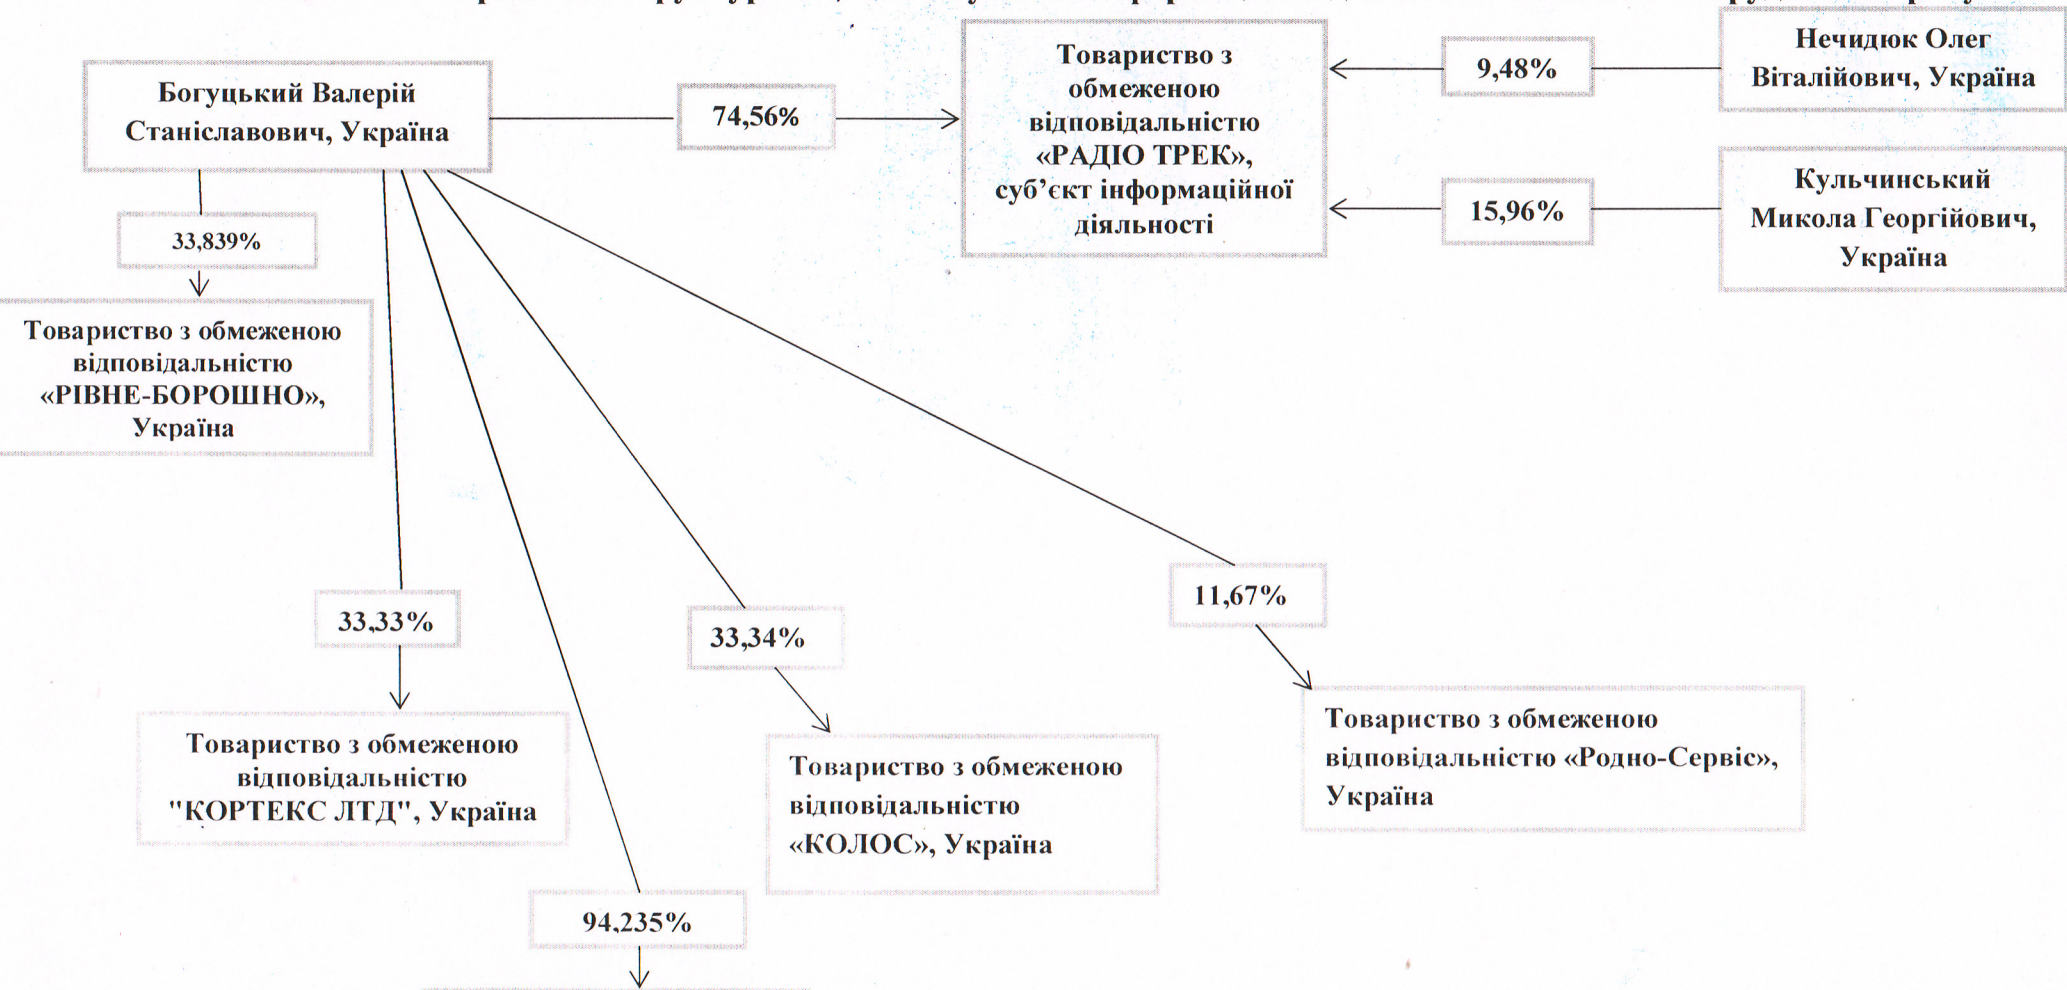 Богуцький Валерій
Станіславович, Україна
74,56%
Товариство з
обмеженою
відповідальністю
«РАДІО ТРЕК»,
суб’єкт інформаційної
діяльності
9,48%
Нечидюк Олег
Віталійович, Україна
15,96%
Кульчинський
Микола Георгійович,
Україна
33,839%
Товариство з обмеженою
відповідальністю
«РІВНЕ-БОРОШНО»,
Україна
33,33%
Товариство з обмеженою
відповідальністю
"КОРТЕКС ЛТД", Україна
33,34%
Товариство з обмеженою
відповідальністю
«КОЛОС», Україна
11,67%
Товариство з обмеженою
відповідальністю «Родно-Сервіс»,
Україна
94,235%